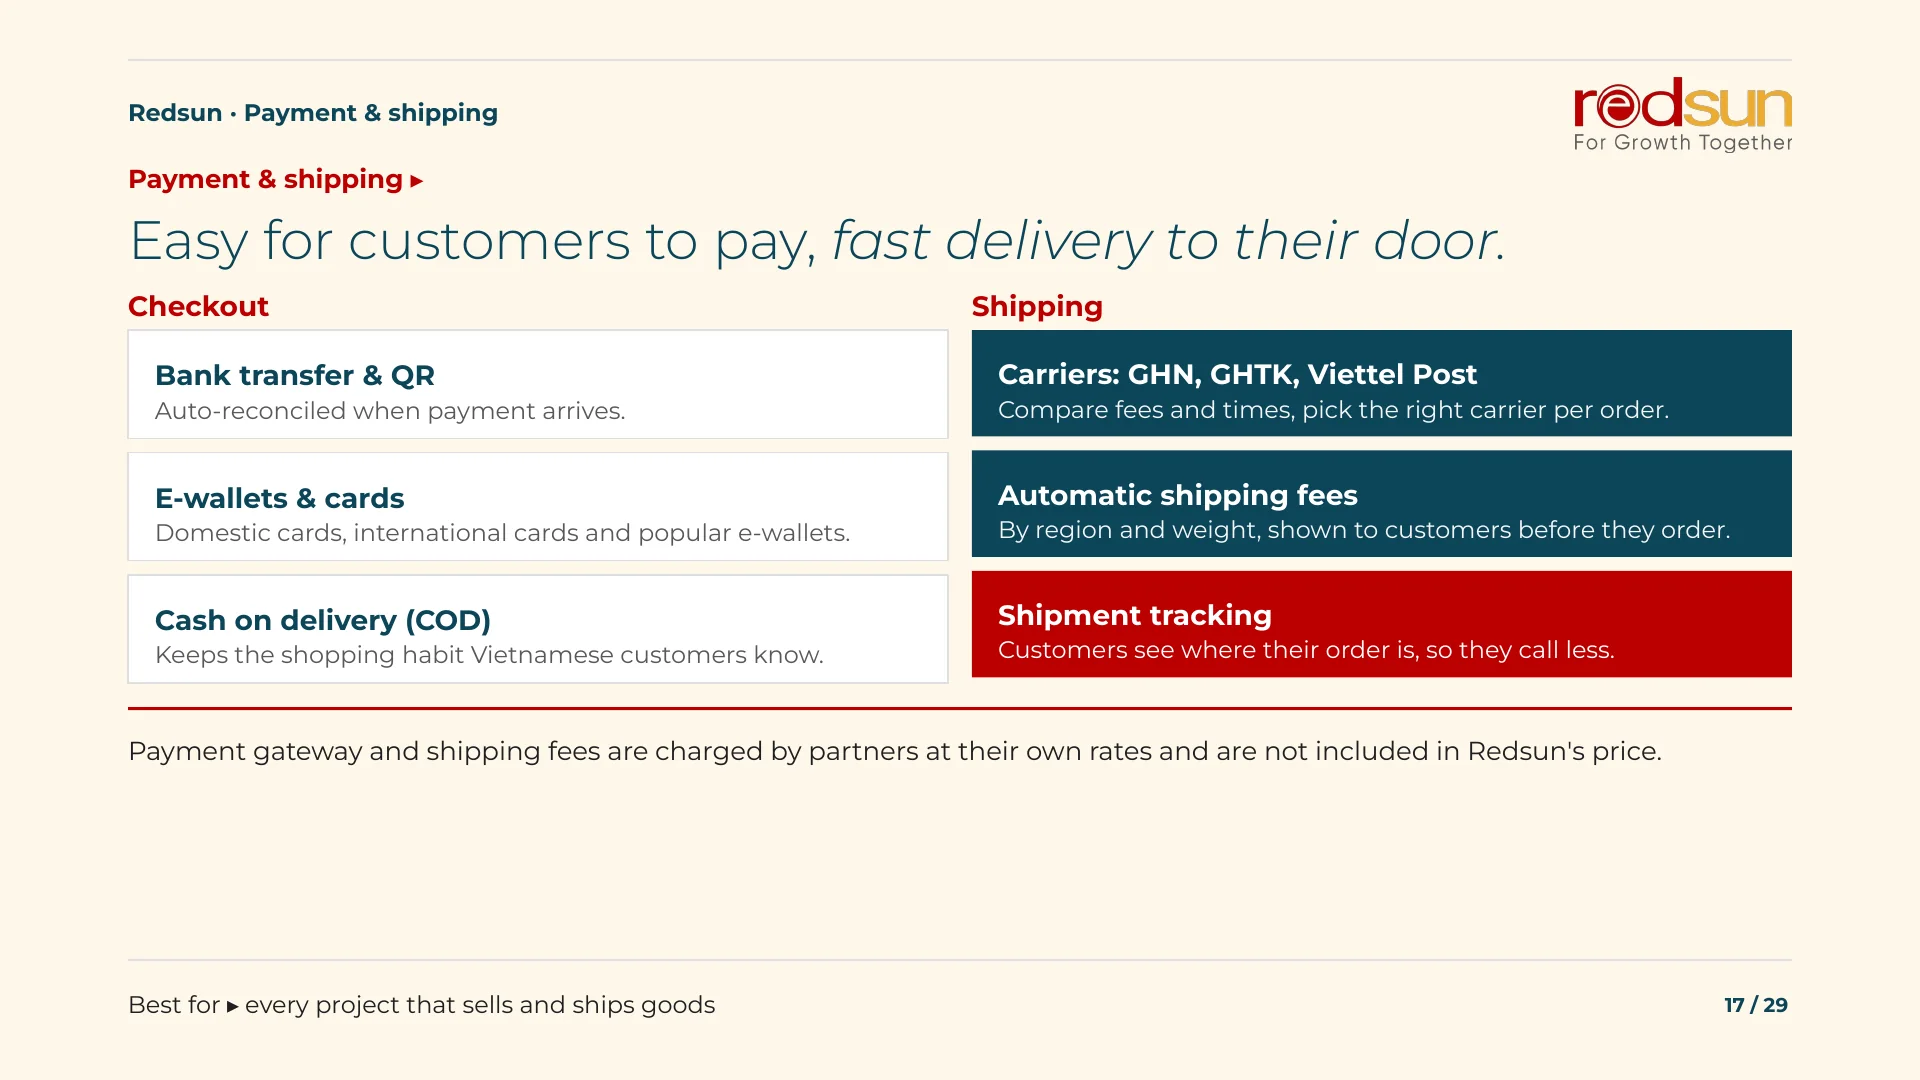 Redsun · Payment & shipping
redsun
For Growth Together
Payment & shipping ▸
Easy for customers to pay, fast delivery to their door.
Checkout
Bank transfer & QR
Auto-reconciled when payment arrives.
E-wallets & cards
Domestic cards, international cards and popular e-wallets.
Cash on delivery (COD)
Keeps the shopping habit Vietnamese customers know.
Shipping
Carriers: GHN, GHTK, Viettel Post
Compare fees and times, pick the right carrier per order.
Automatic shipping fees
By region and weight, shown to customers before they order.
Shipment tracking
Customers see where their order is, so they call less.
Payment gateway and shipping fees are charged by partners at their own rates and are not included in Redsun's price.
Best for ▸ every project that sells and ships goods
17 / 29